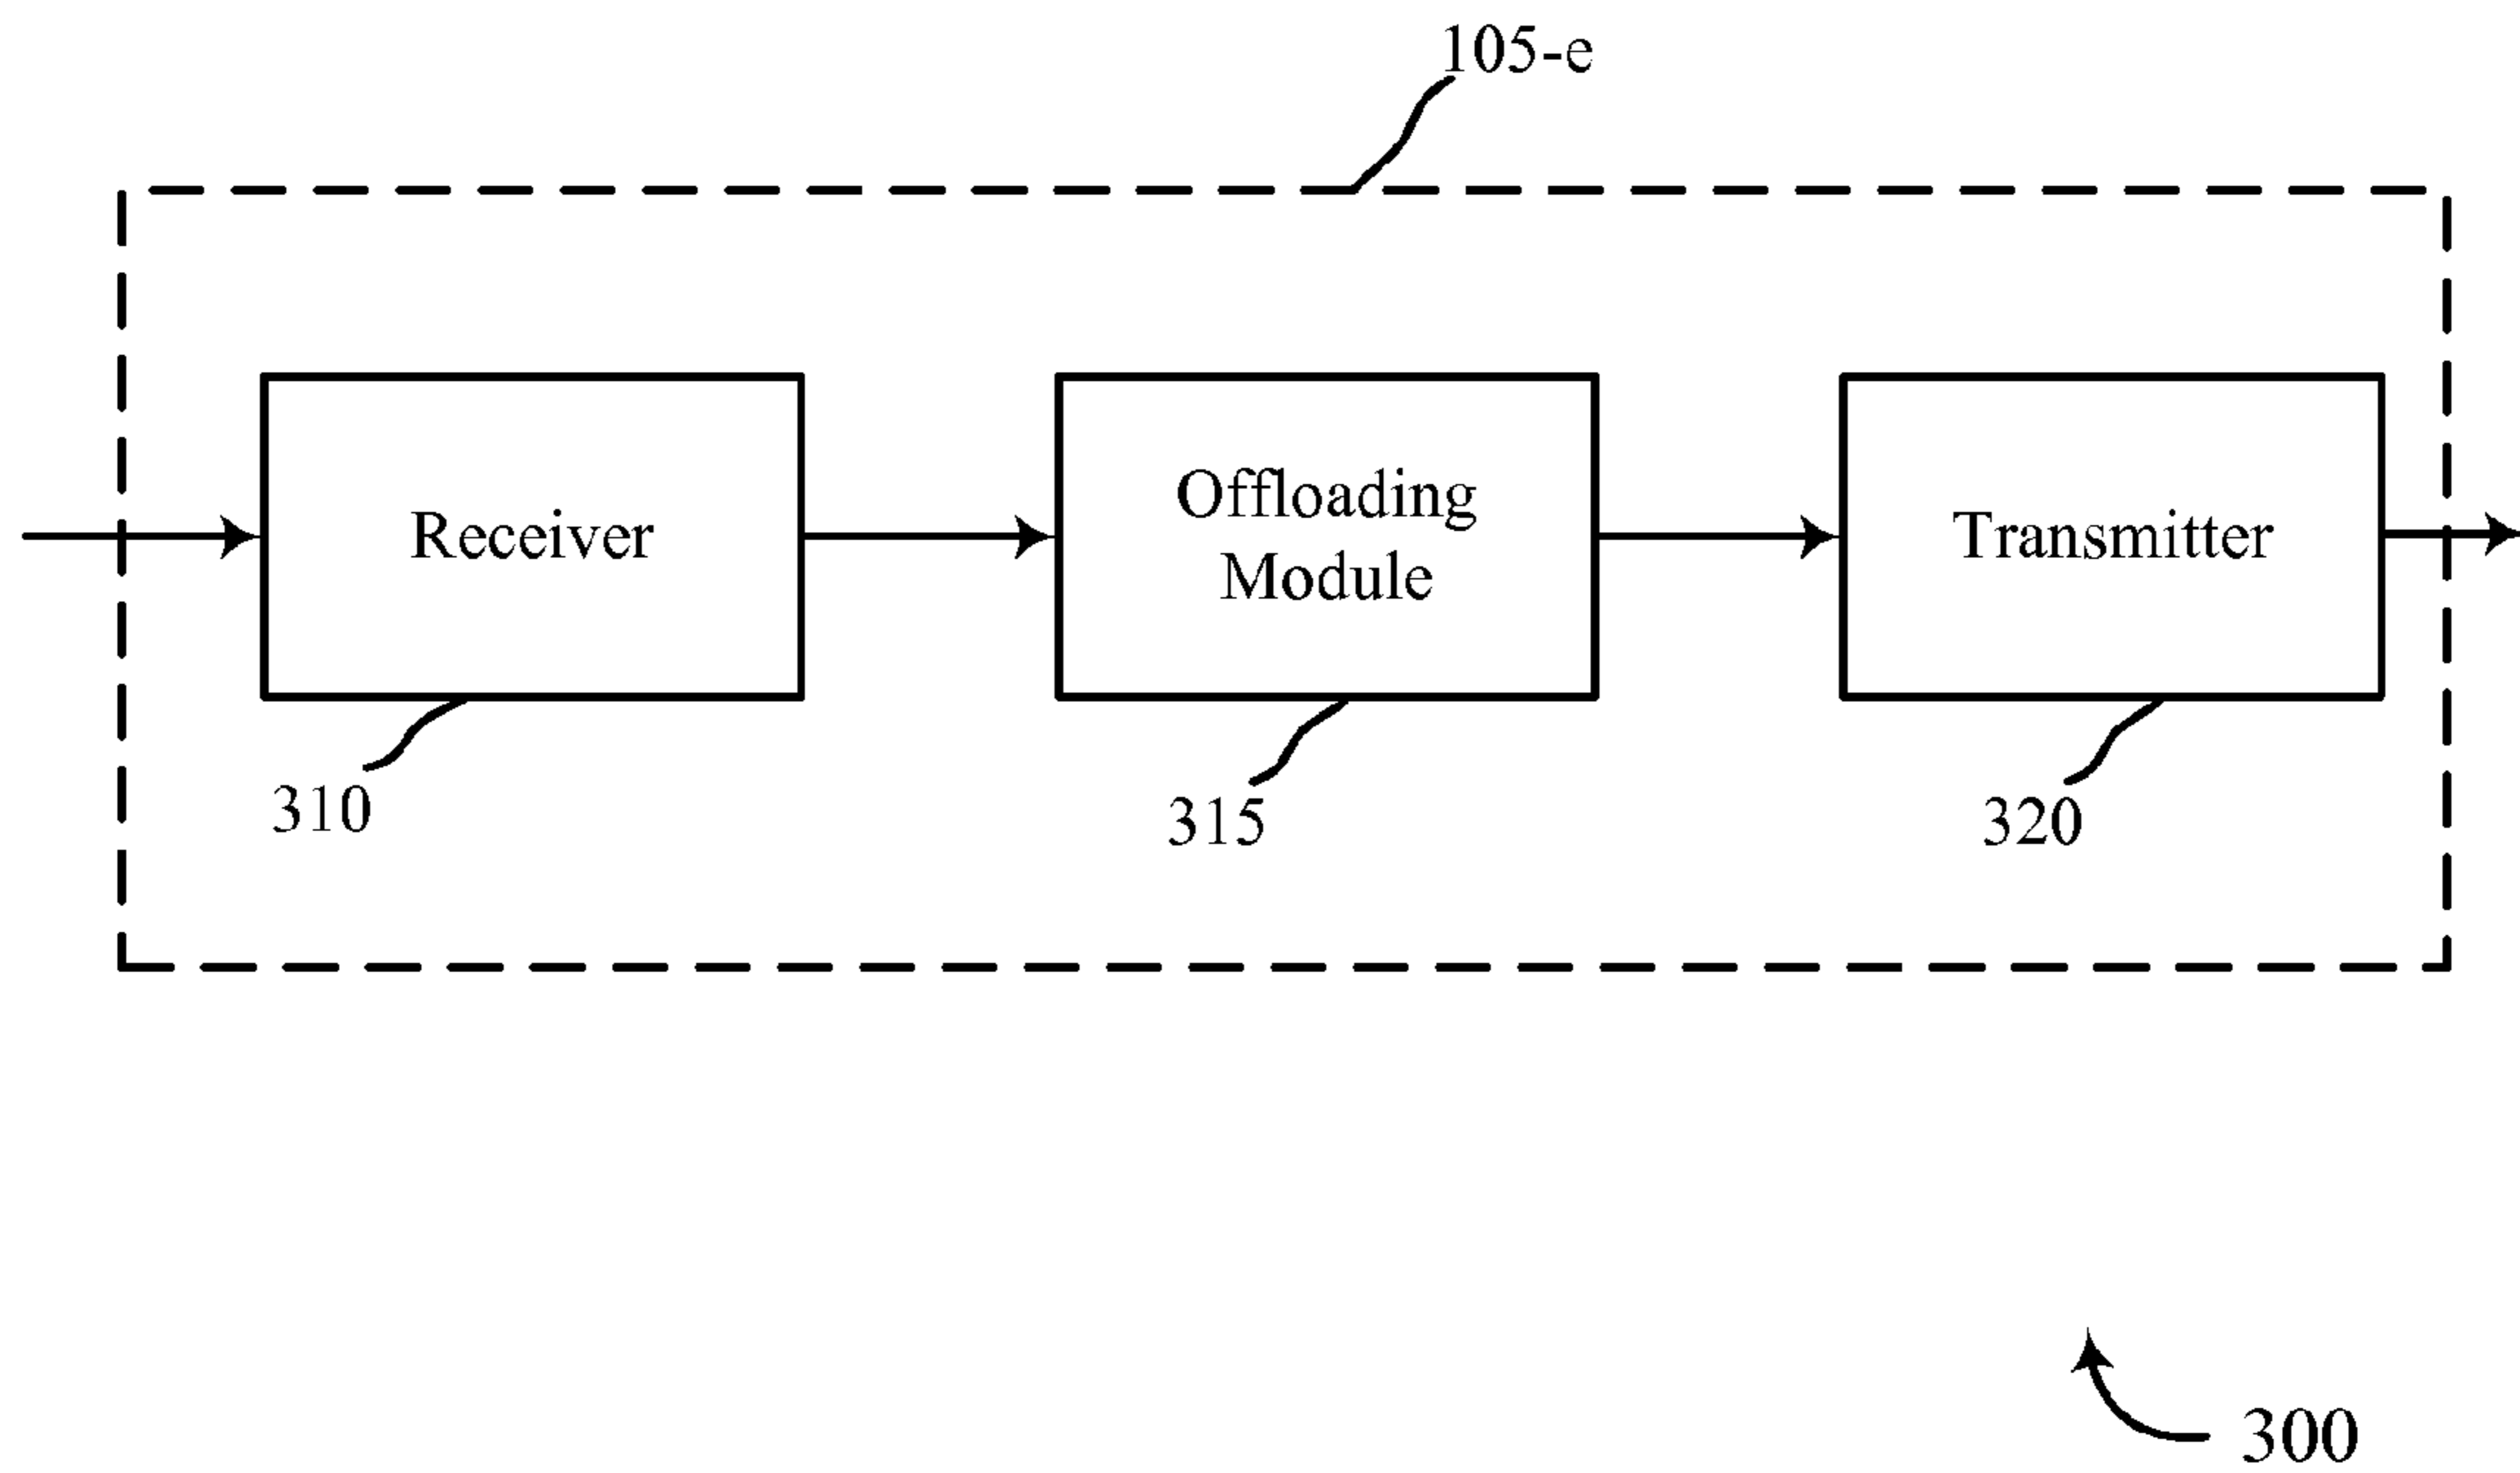 105-e
Receiver
Offloading
Module
Transmitter
310
315
320
300